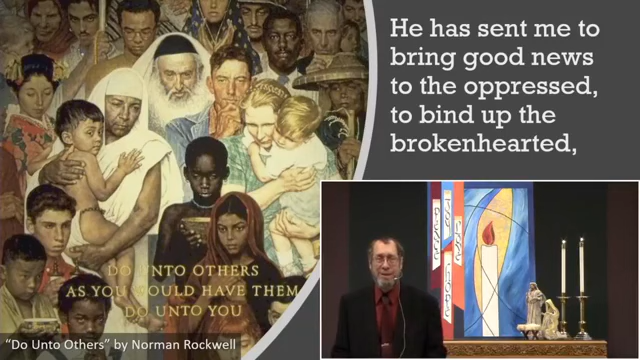 He has sent me to
bring good news
to the oppressed,
to bind up the
brokenhearted,
DO UNTO OTHERS
AS YOU WOULD HAVE THEM
DO UNTO YOU
“Do Unto Others” by Norman Rockwell